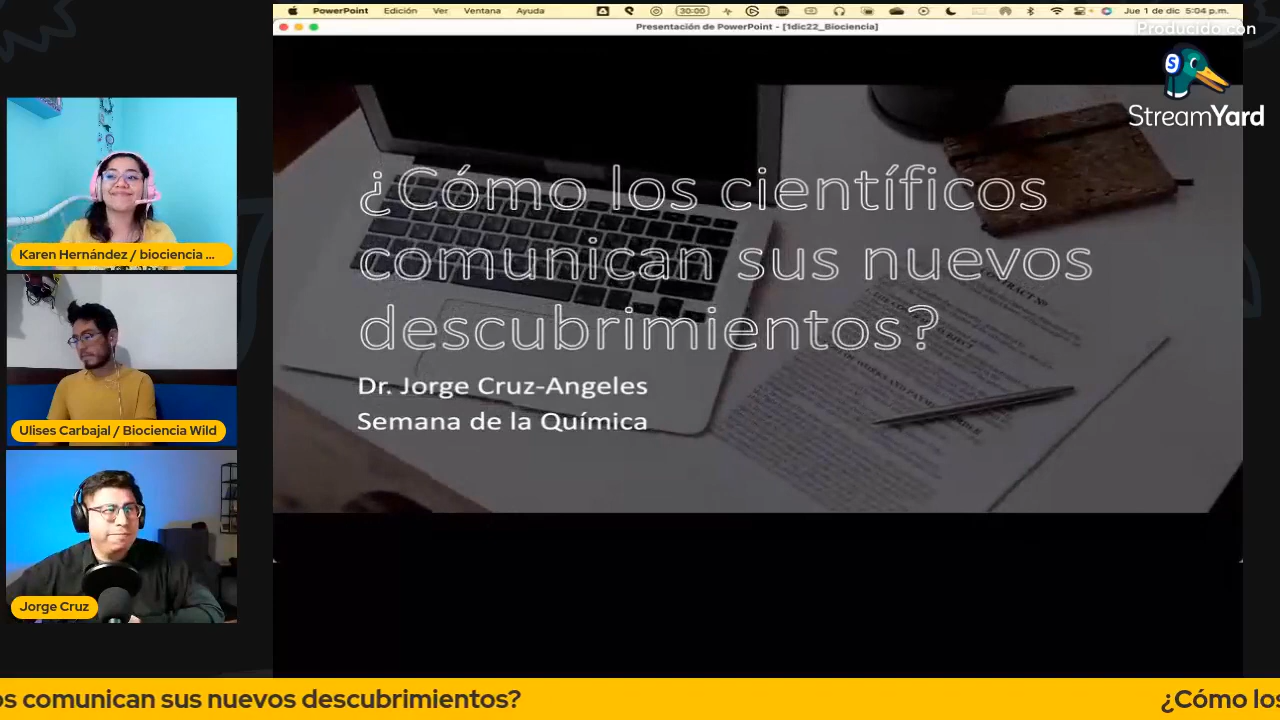 PowerPoint Edición Ver Ventana Ayuda 30:00 Jue 1 de dic 5:04 p.m.
Presentación de PowerPoint - [1dic22_Biociencia]
Producido con
StreamYard
¿Cómo los científicos
comunican sus nuevos
descubrimientos?
Dr. Jorge Cruz-Angeles
Semana de la Química
Karen Hernández / biociencia ...
Ulises Carbajal / Biociencia Wild
Jorge Cruz
os comunican sus nuevos descubrimientos? ¿Cómo los